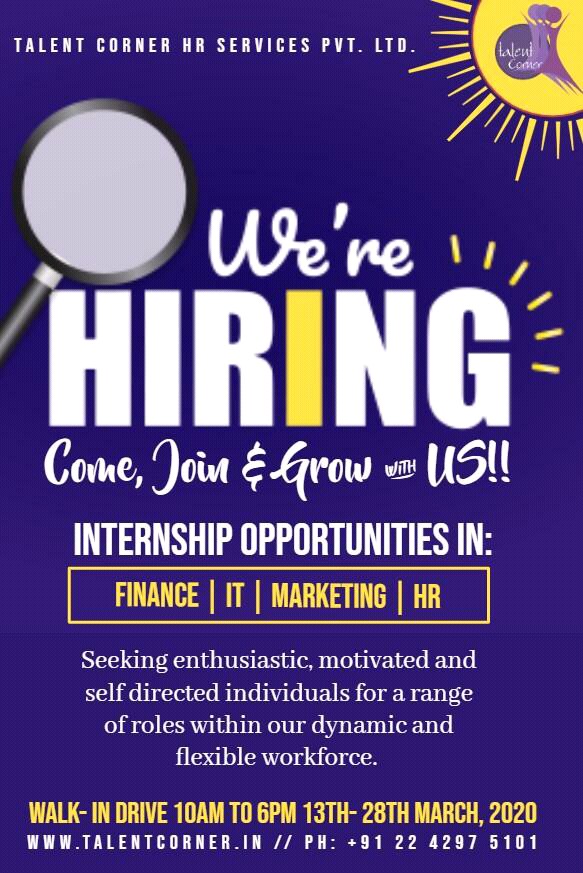 TALENT CORNER HR SERVICES PVT. LTD.
talent
Corner
We're
HIRING
Come, Join & Grow WITH US!!
INTERNSHIP OPPORTUNITIES IN:
FINANCE | IT | MARKETING | HR
Seeking enthusiastic, motivated and
self directed individuals for a range
of roles within our dynamic and
flexible workforce.
WALK- IN DRIVE 10AM TO 6PM 13TH- 28TH MARCH, 2020
WWW.TALENTCORNER.IN // PH: +91 22 4297 5101